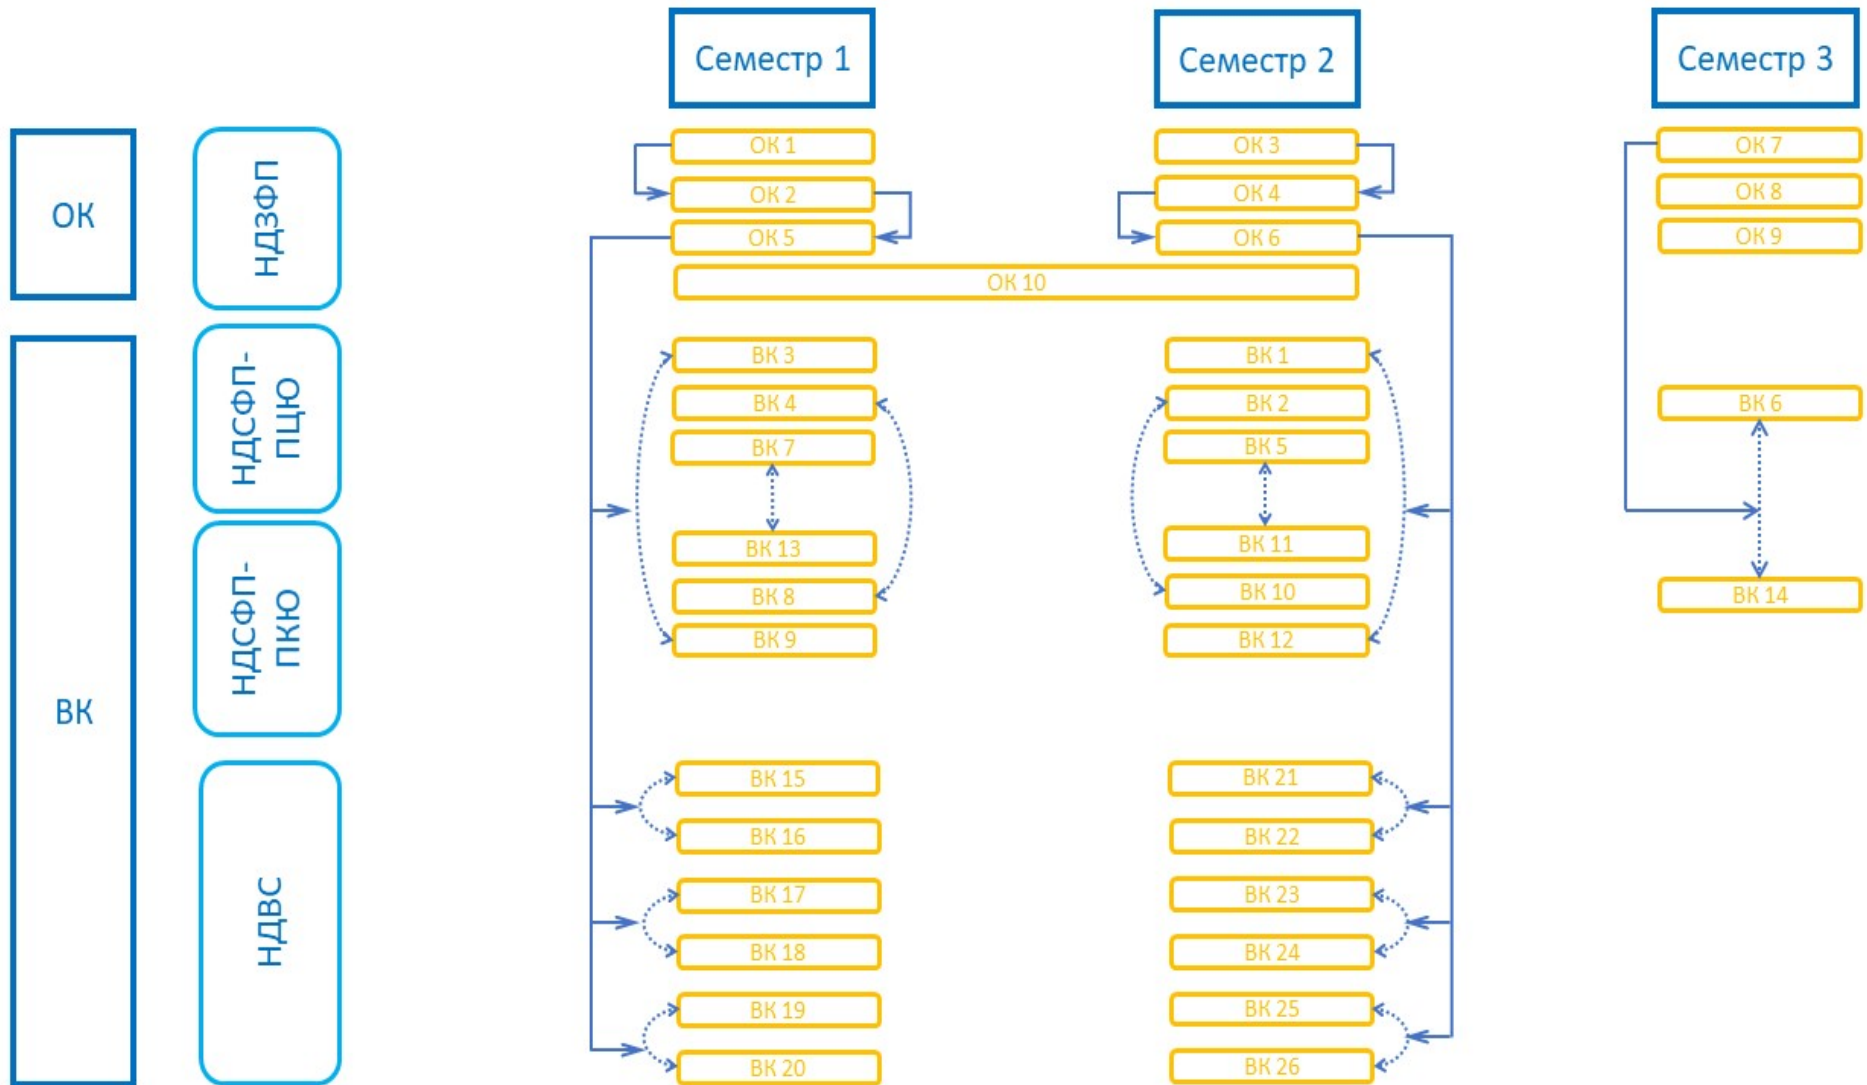 Семестр 1
Семестр 2
Семестр 3
ОК
НДЗФП
ОК 1
ОК 3
ОК 7
ОК 2
ОК 4
ОК 8
ОК 5
ОК 6
ОК 9
ОК 10
ВК
НДСФП-
ПЦЮ
ВК 3
ВК 1
ВК 4
ВК 2
ВК 6
ВК 7
ВК 5
НДСФП-
ПКЮ
ВК 13
ВК 11
ВК 8
ВК 10
ВК 14
ВК 9
ВК 12
НДВС
ВК 15
ВК 21
ВК 16
ВК 22
ВК 17
ВК 23
ВК 18
ВК 24
ВК 19
ВК 25
ВК 20
ВК 26